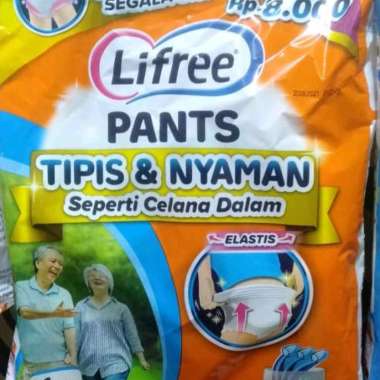 SEGALA
Rp.8.000
Lifree
PANTS
TIPIS & NYAMAN
Seperti Celana Dalam
ELASTIS